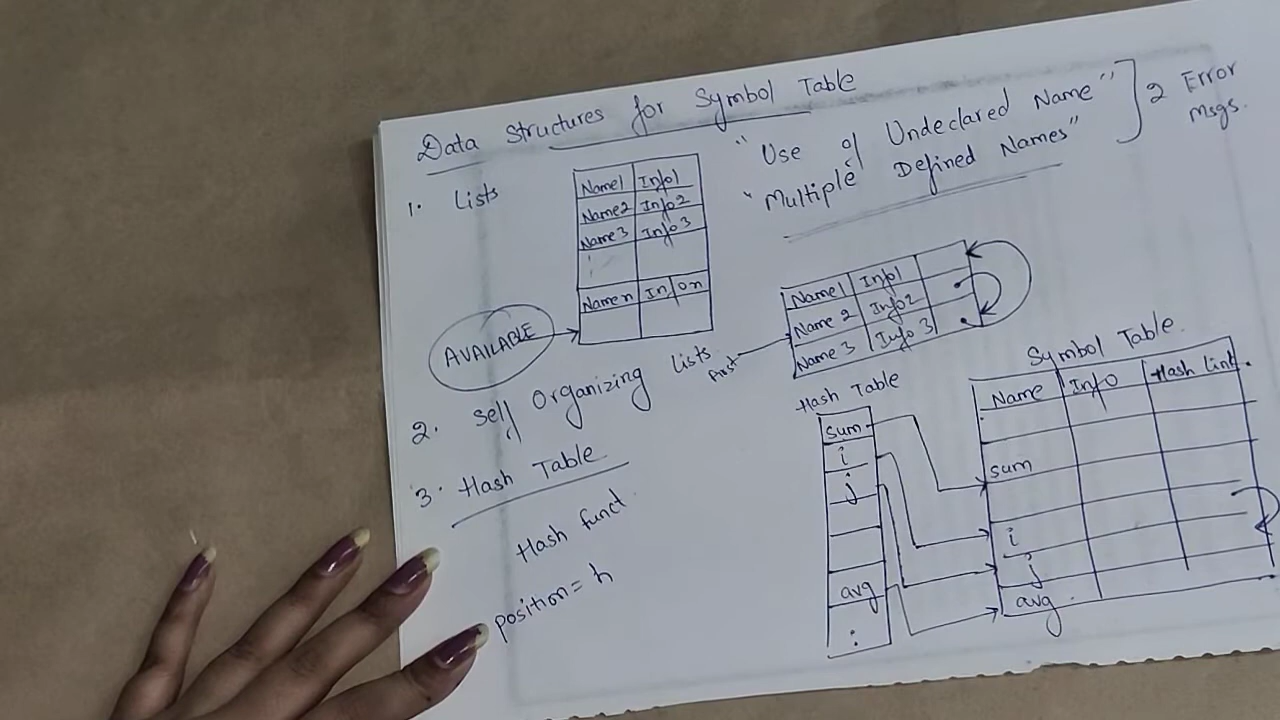 Data Structures for Symbol Table
"Use of Undeclared Name"
"Multiple Defined Names"
2 Error
Msgs.
1. Lists
Name1 Info1
Name2 Info2
Name3 Info3
:
Name n Info n
AVAILABLE
2. Self Organizing Lists
First
Name1 Info1
Name 2 Info2
Name 3 Info 3
3. Hash Table
Hash funct
position = h
Hash Table
sum
i
j
avg
:
Symbol Table
Name Info Hash Link
sum
i
j
avg